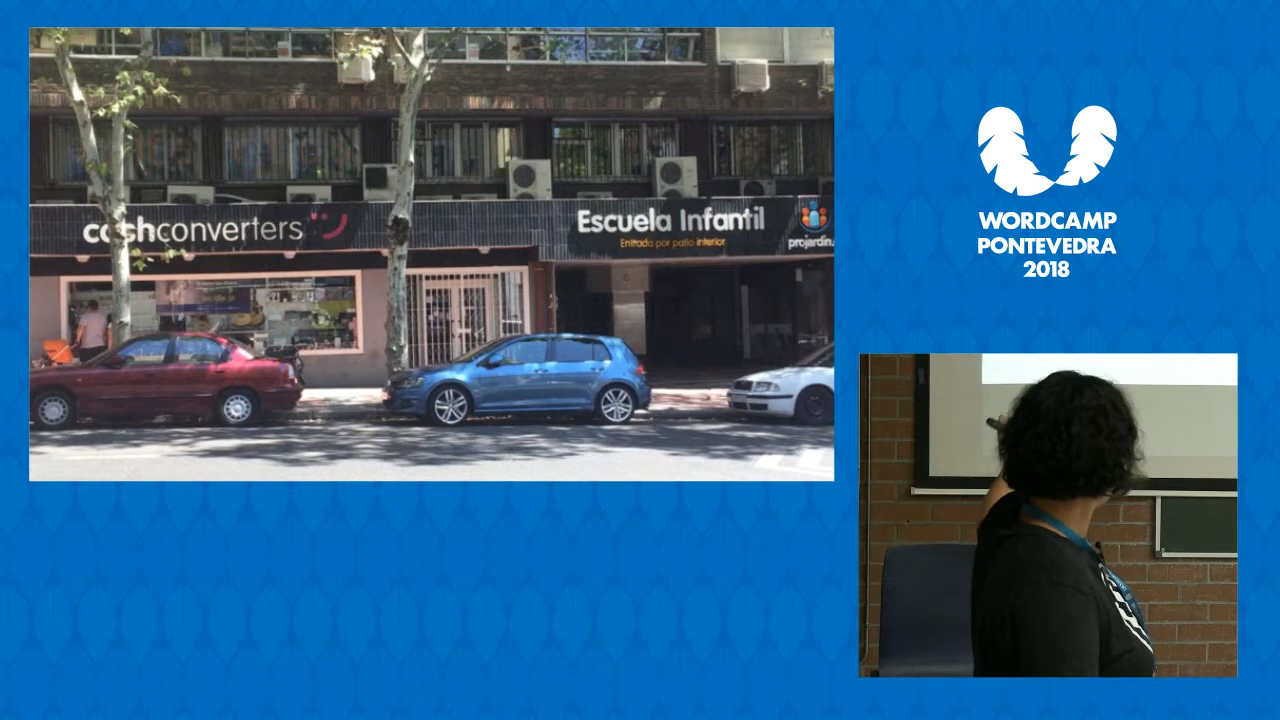 cashconverters
Escuela Infantil
Entrada por patio interior
projardin
WORDCAMP
PONTEVEDRA
2018